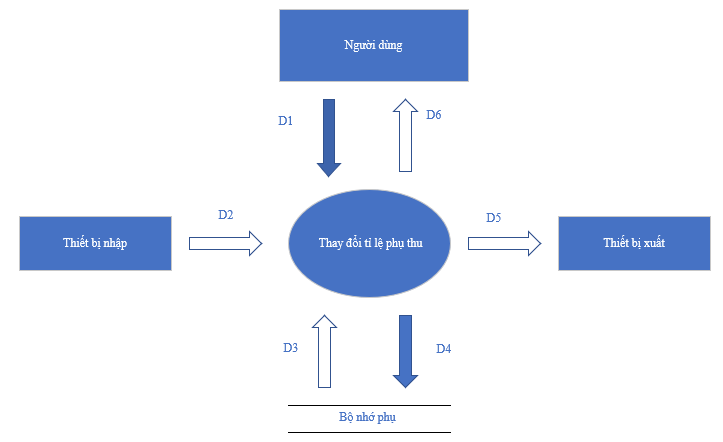 Người dùng
D1
D6
D2
D5
Thiết bị nhập
Thay đổi tỉ lệ phụ thu
Thiết bị xuất
D3
D4
Bộ nhớ phụ